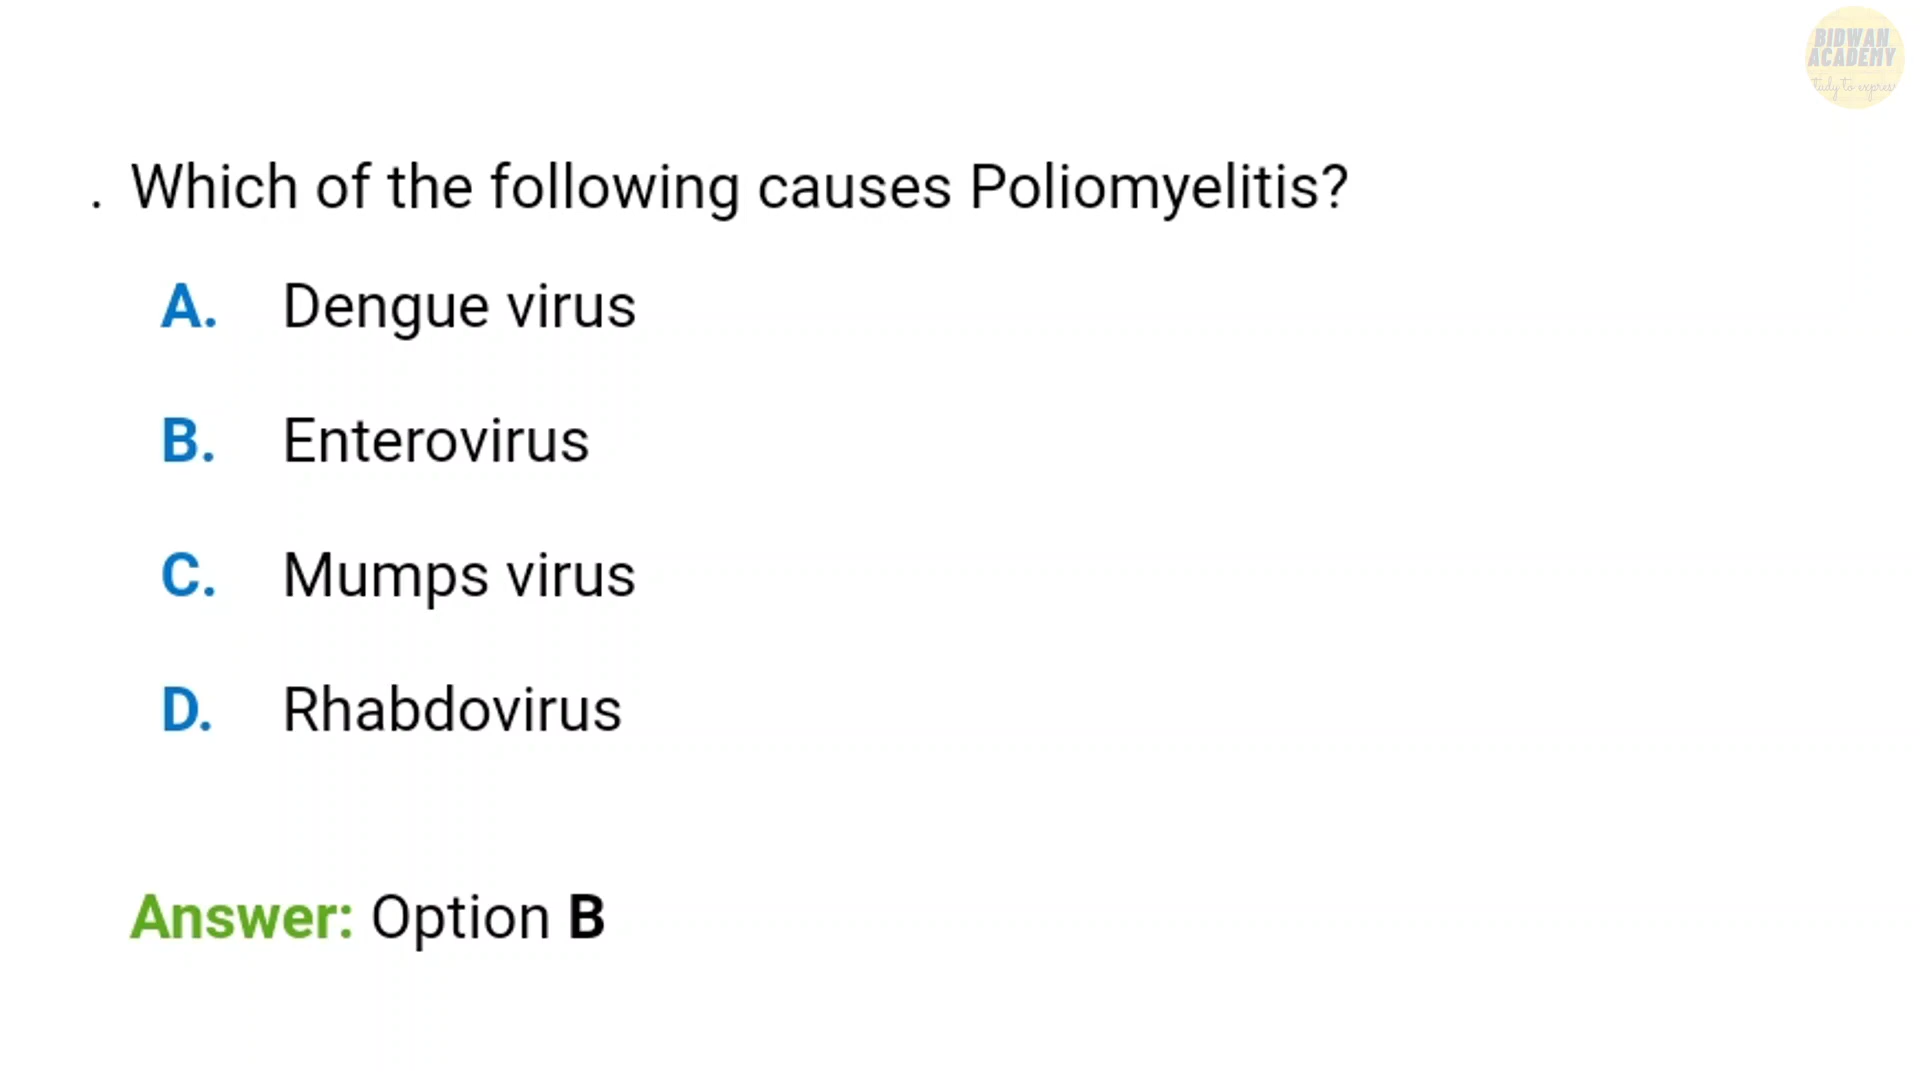 BIDWAN
ACADEMY
. Which of the following causes Poliomyelitis?
A. Dengue virus
B. Enterovirus
C. Mumps virus
D. Rhabdovirus
Answer: Option B